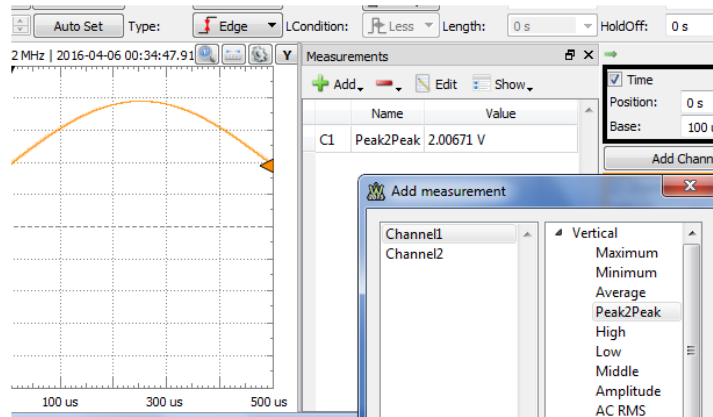 Auto Set Type: Edge LCondition: Less Length: 0 s HoldOff: 0 s
2 MHz | 2016-04-06 00:34:47.91 Y Measurements
Add Edit Show
Name Value
C1 Peak2Peak 2.00671 V
Time
Position: 0 s
Base: 100 u
Add Chann
Add measurement
Channel1
Channel2
Vertical
Maximum
Minimum
Average
Peak2Peak
High
Low
Middle
Amplitude
AC RMS
100 us 300 us 500 us